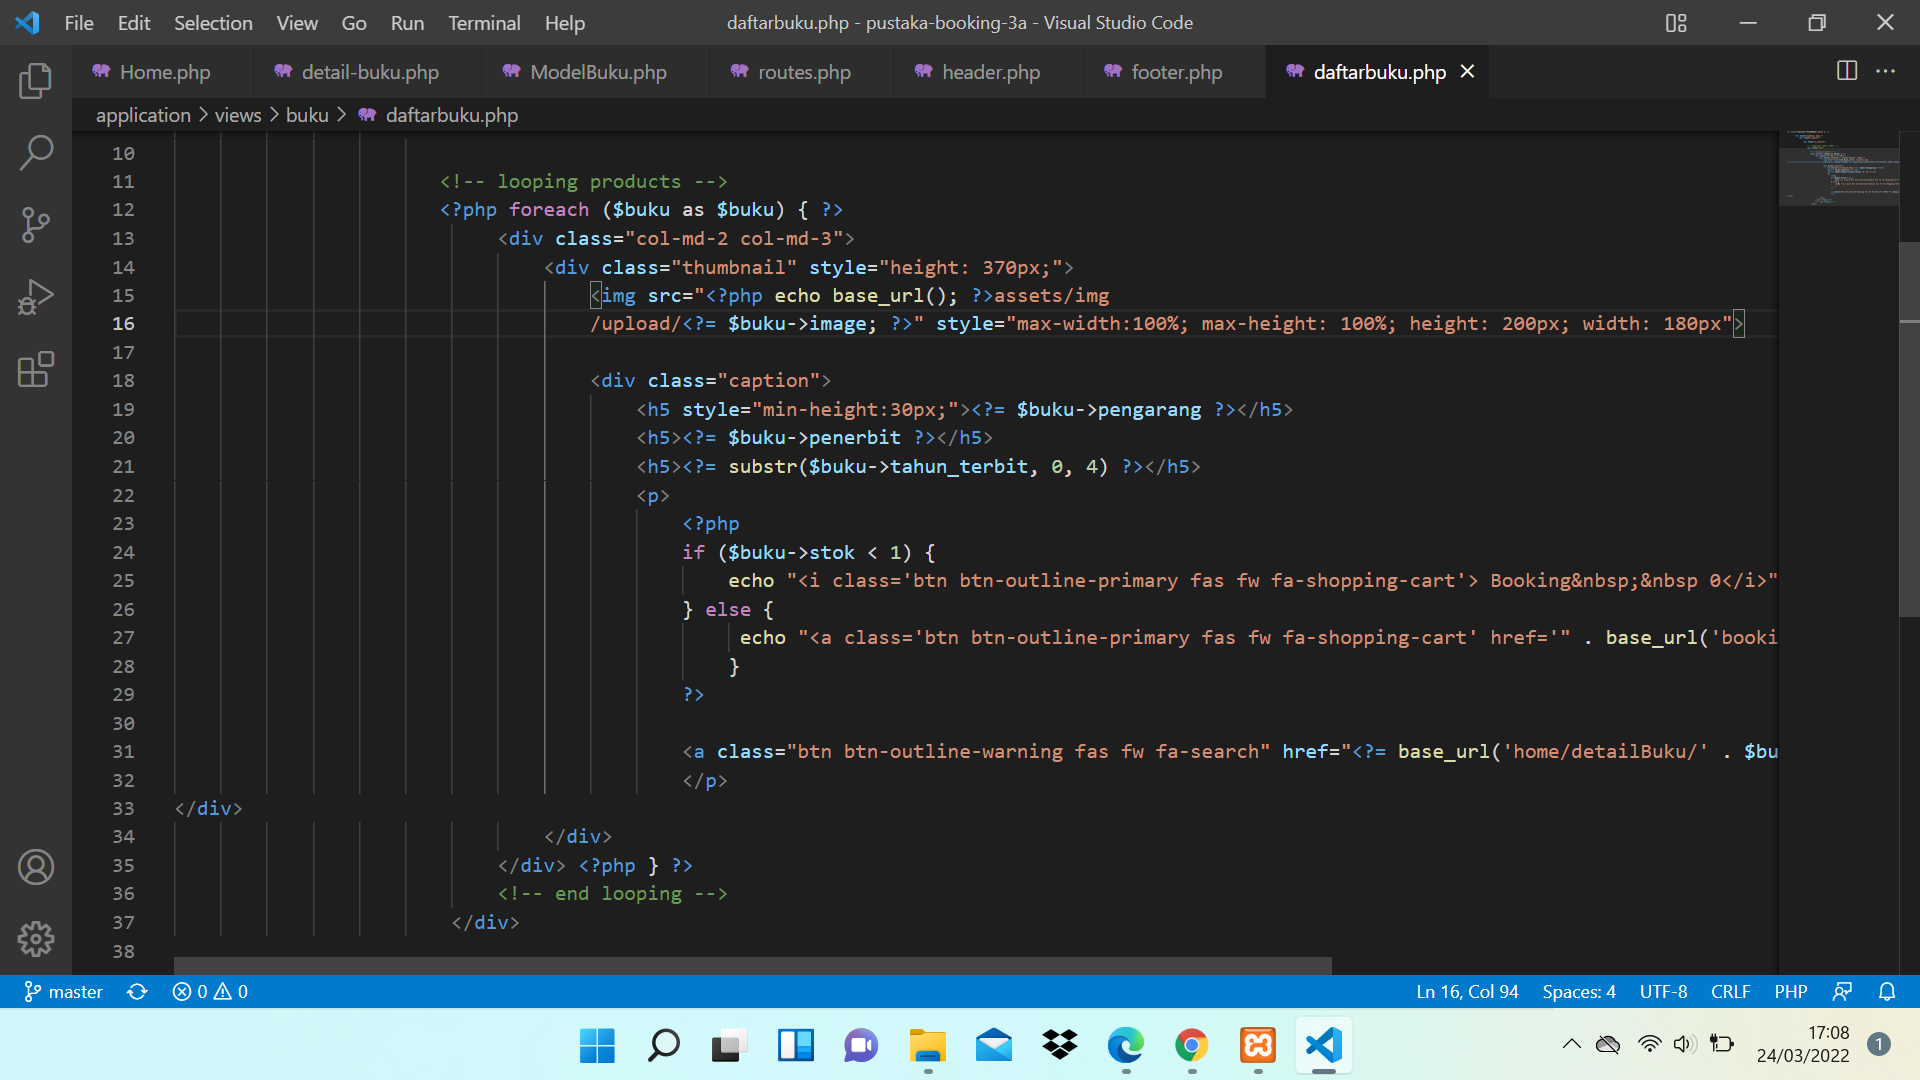 File Edit Selection View Go Run Terminal Help
daftarbuku.php - pustaka-booking-3a - Visual Studio Code
Home.php detail-buku.php ModelBuku.php routes.php header.php footer.php daftarbuku.php
application > views > buku > daftarbuku.php
10
11 <!-- looping products -->
12 <?php foreach ($buku as $buku) { ?>
13 <div class="col-md-2 col-md-3">
14 <div class="thumbnail" style="height: 370px;">
15 <img src="<?php echo base_url(); ?>assets/img
16 /upload/<?= $buku->image; ?>" style="max-width:100%; max-height: 100%; height: 200px; width: 180px">
17
18 <div class="caption">
19 <h5 style="min-height:30px;"><?= $buku->pengarang ?></h5>
20 <h5><?= $buku->penerbit ?></h5>
21 <h5><?= substr($buku->tahun_terbit, 0, 4) ?></h5>
22 <p>
23 <?php
24 if ($buku->stok < 1) {
25 echo "<i class='btn btn-outline-primary fas fw fa-shopping-cart'> Booking&nbsp;&nbsp 0</i>"
26 } else {
27 echo "<a class='btn btn-outline-primary fas fw fa-shopping-cart' href='" . base_url('booki
28 }
29 ?>
30
31 <a class="btn btn-outline-warning fas fw fa-search" href="<?= base_url('home/detailBuku/' . $bu
32 </p>
33 </div>
34 </div>
35 </div> <?php } ?>
36 <!-- end looping -->
37 </div>
38
master 0 0 Ln 16, Col 94 Spaces: 4 UTF-8 CRLF PHP
17:08
24/03/2022
1